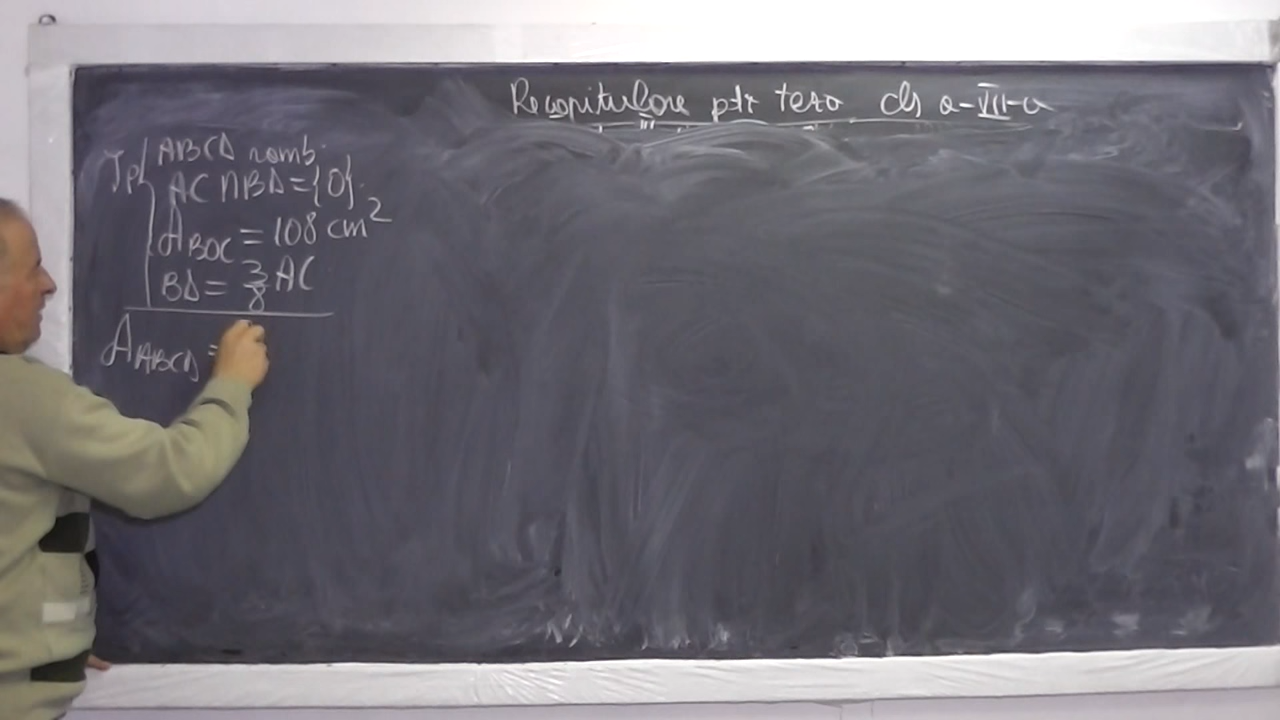 Recapitulare ptr teza cls a-VII-a
Ip ABCD romb.
AC ∩ BD = {O}.
A BOC = 108 cm²
BD = 3/8 AC
A ABCD =